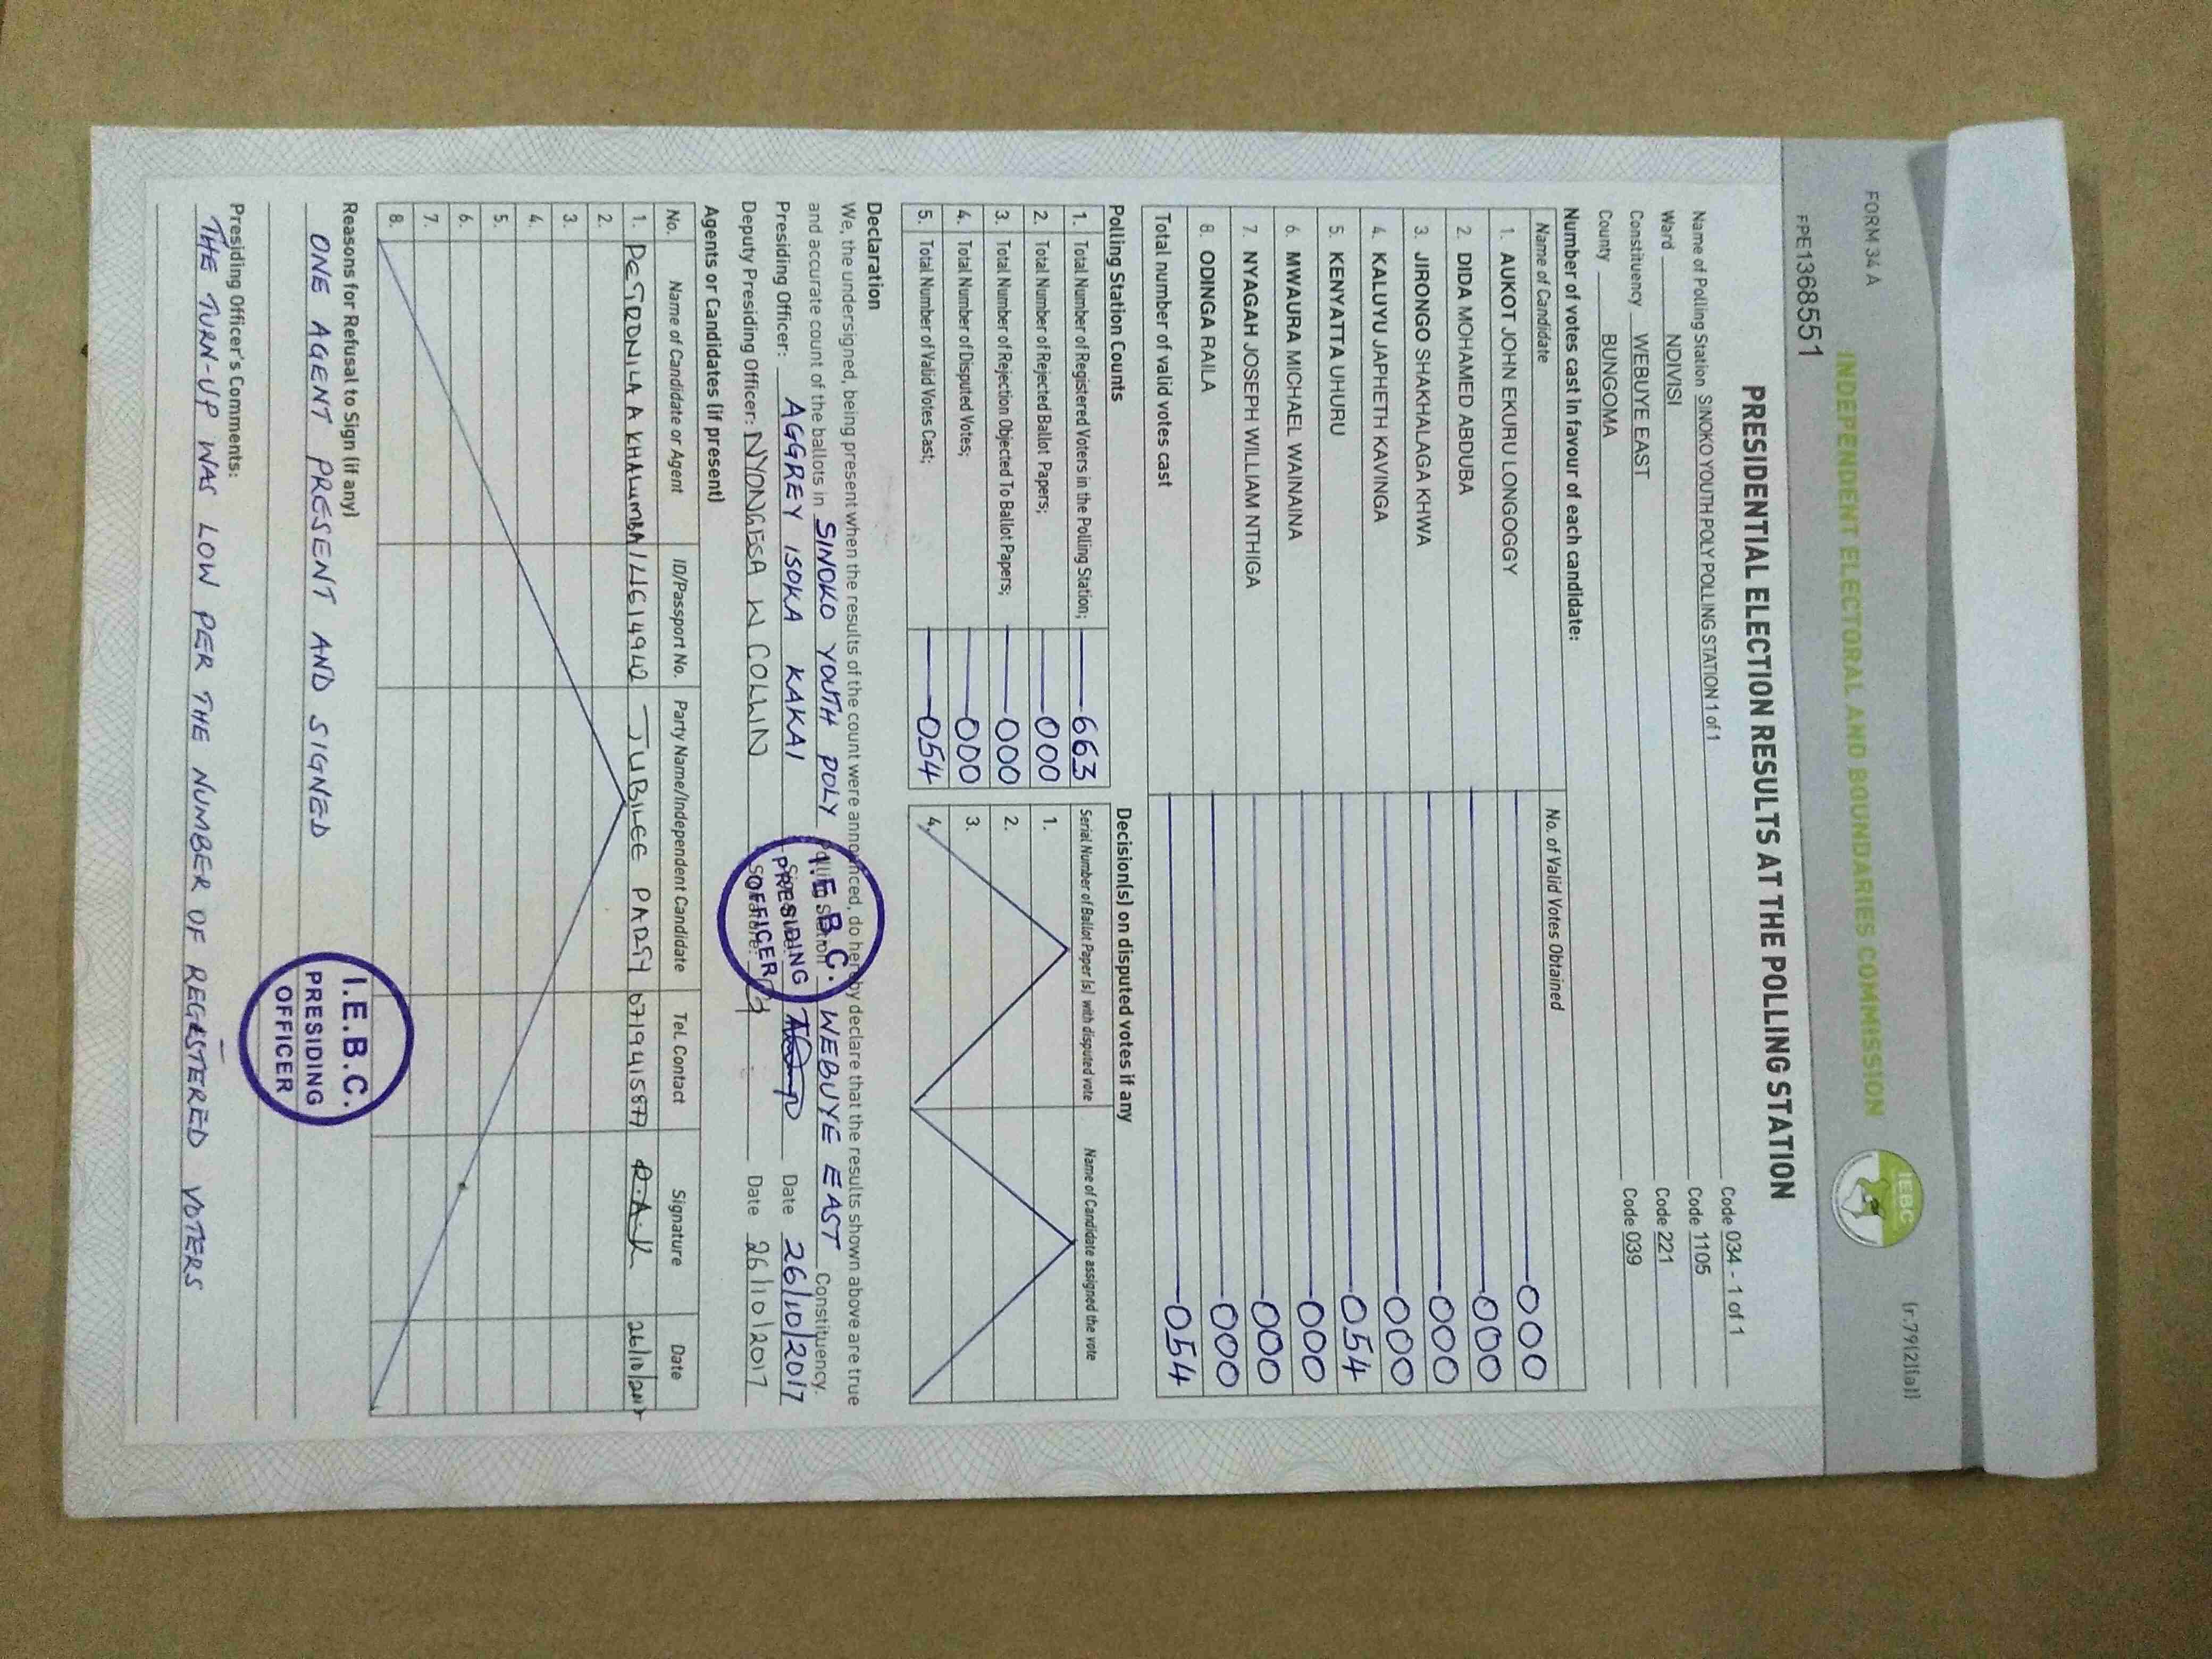 FORM 34 A
(r.79(2)(a))
INDEPENDENT ELECTORAL AND BOUNDARIES COMMISSION
IEBC
FPE1368551
PRESIDENTIAL ELECTION RESULTS AT THE POLLING STATION
Name of Polling Station SINOKO YOUTH POLY POLLING STATION 1 of 1 Code 034 - 1 of 1
Ward NDIVISI Code 1105
Constituency WEBUYE EAST Code 221
County BUNGOMA Code 039
Number of votes cast in favour of each candidate:
Name of Candidate No. of Valid Votes Obtained
1. AUKOT JOHN EKURU LONGOGGY 000
2. DIDA MOHAMED ABDUBA 000
3. JIRONGO SHAKHALAGA KHWA 000
4. KALUYU JAPHETH KAVINGA 000
5. KENYATTA UHURU 054
6. MWAURA MICHAEL WAINAINA 000
7. NYAGAH JOSEPH WILLIAM NTHIGA 000
8. ODINGA RAILA 000
Total number of valid votes cast 054
Polling Station Counts
1. Total Number of Registered Voters in the Polling Station; 663
2. Total Number of Rejected Ballot Papers; 000
3. Total Number of Rejection Objected To Ballot Papers; 000
4. Total Number of Disputed Votes; 000
5. Total Number of Valid Votes Cast; 054
Decision(s) on disputed votes if any
Serial Number of Ballot Paper (s) with disputed vote Name of Candidate assigned the vote
1.
2.
3.
4.
Declaration
We, the undersigned, being present when the results of the count were announced, do hereby declare that the results shown above are true
and accurate count of the ballots in SINOKO YOUTH POLY Polling Station WEBUYE EAST Constituency.
Presiding Officer: AGGREY ISOKA KAKAI Signature: Date 26/10/2017
Deputy Presiding Officer: NYONGESA W COLLIN Signature: Date 26/10/2017
I.E.B.C.
PRESIDING
OFFICER
Agents or Candidates (if present)
No. Name of Candidate or Agent ID/Passport No. Party Name/Independent Candidate Tel. Contact Signature Date
1. PETRONILA A KHALUMBA JUBILEE PARTY R.A.K 26/10/2017
2.
3.
4.
5.
6.
7.
8.
Reasons for Refusal to Sign (if any)
ONE AGENT PRESENT AND SIGNED
I.E.B.C.
PRESIDING
OFFICER
Presiding Officer's Comments:
THE TURN-UP WAS LOW PER THE NUMBER OF REGISTERED VOTERS